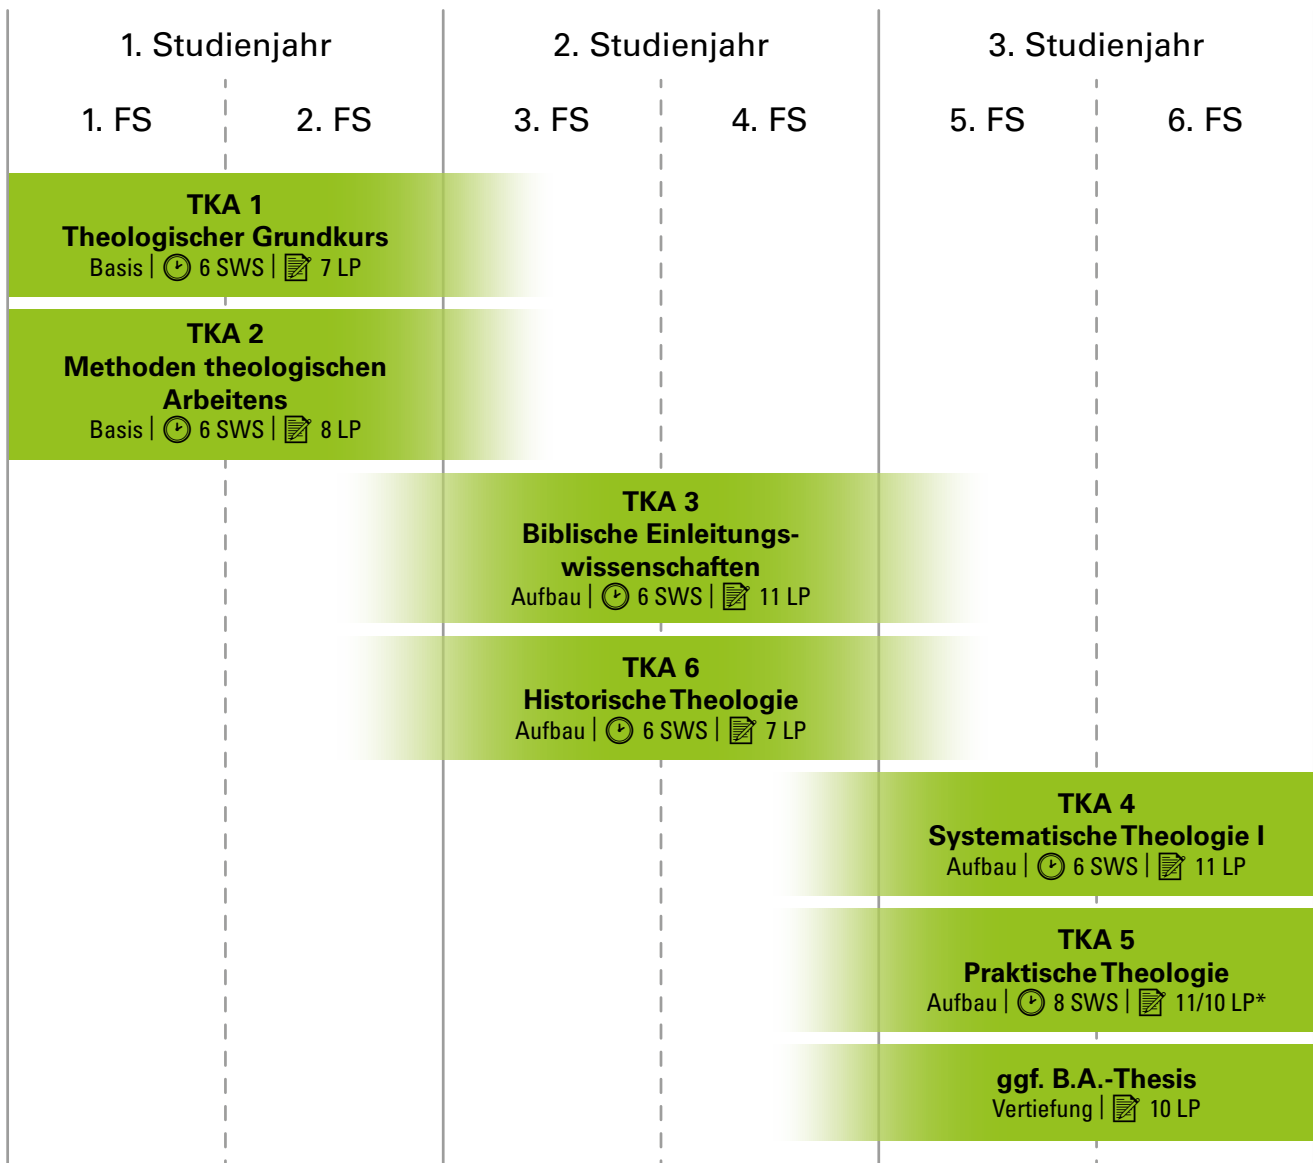 1. Studienjahr 2. Studienjahr 3. Studienjahr
1. FS 2. FS 3. FS 4. FS 5. FS 6. FS
TKA 1
Theologischer Grundkurs
Basis | 6 SWS | 7 LP
TKA 2
Methoden theologischen
Arbeitens
Basis | 6 SWS | 8 LP
TKA 3
Biblische Einleitungs-
wissenschaften
Aufbau | 6 SWS | 11 LP
TKA 6
Historische Theologie
Aufbau | 6 SWS | 7 LP
TKA 4
Systematische Theologie I
Aufbau | 6 SWS | 11 LP
TKA 5
Praktische Theologie
Aufbau | 8 SWS | 11/10 LP*
ggf. B.A.-Thesis
Vertiefung | 10 LP